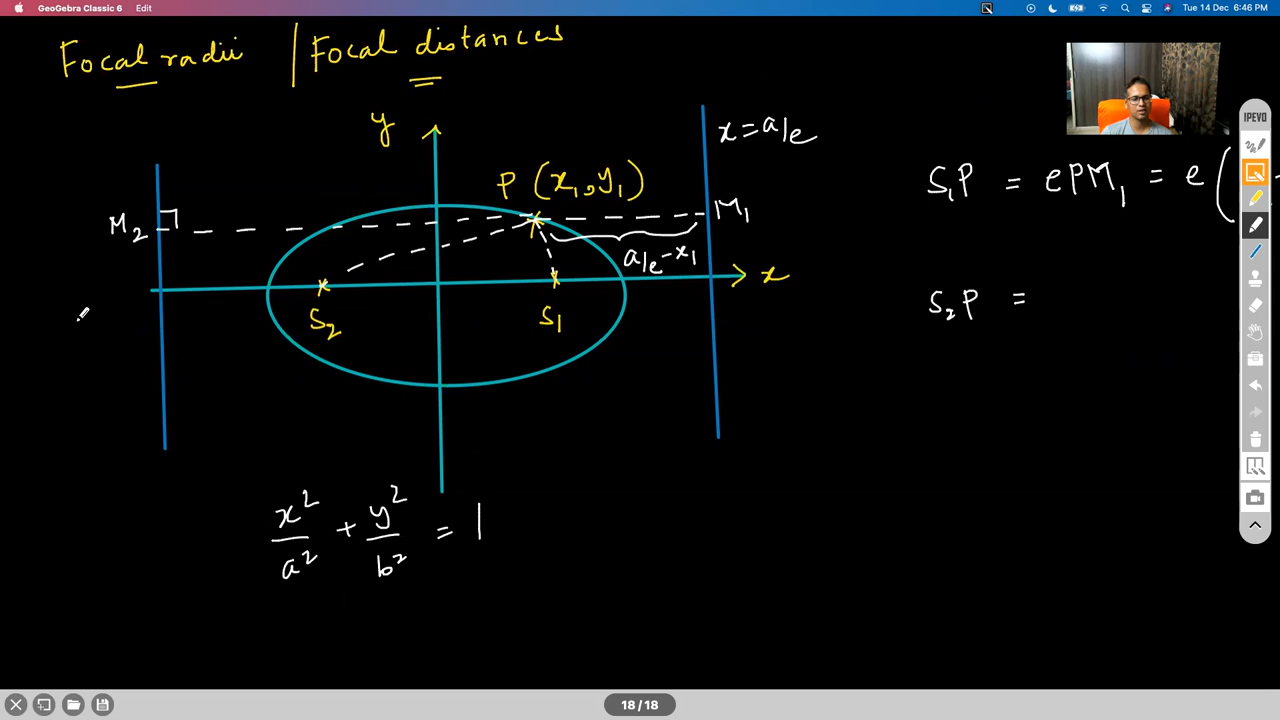 GeoGebra Classic 6 Edit
Tue 14 Dec 6:46 PM
Focal radii | Focal distances
y
x = a/e
IPEVO
P (x₁, y₁)
S₁P = ePM₁ = e(
M₂
M₁
a/e - x₁
x
S₂
S₁
S₂P =
x²/a² + y²/b² = 1
18 / 18